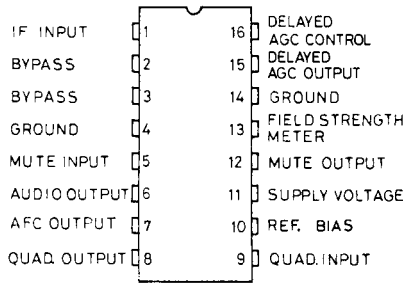 IF INPUT 1
BYPASS 2
BYPASS 3
GROUND 4
MUTE INPUT 5
AUDIO OUTPUT 6
AFC OUTPUT 7
QUAD. OUTPUT 8
16 DELAYED
AGC CONTROL
15 DELAYED
AGC OUTPUT
14 GROUND
13 FIELD STRENGTH
METER
12 MUTE OUTPUT
11 SUPPLY VOLTAGE
10 REF. BIAS
9 QUAD. INPUT